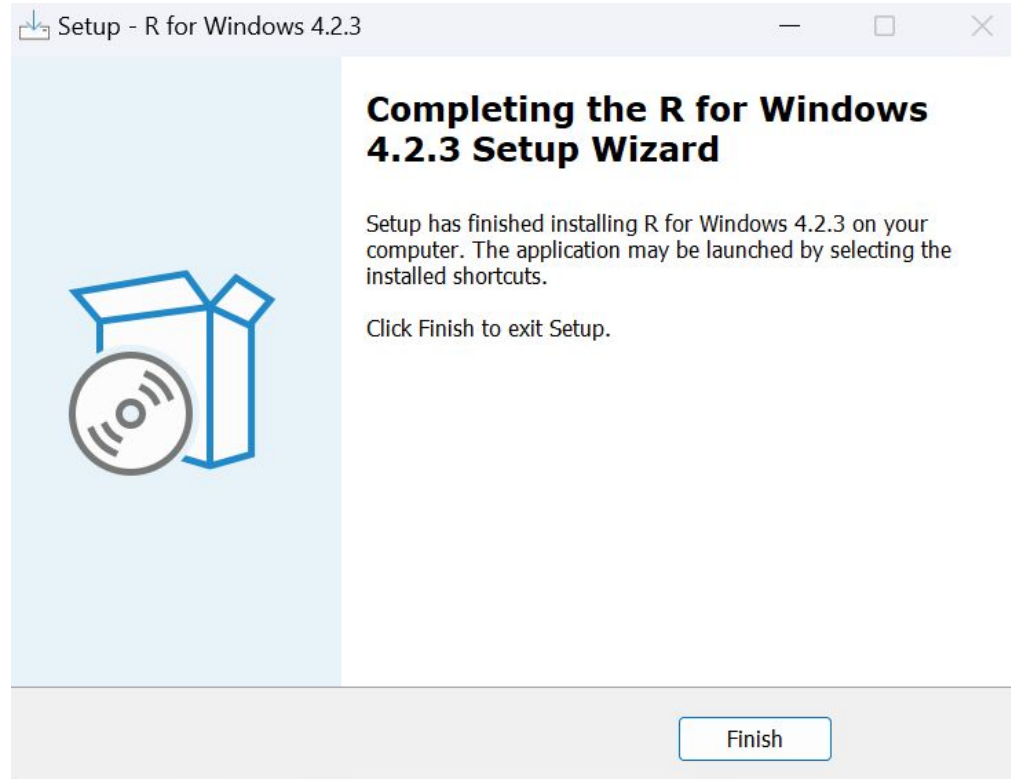 Setup - R for Windows 4.2.3
Completing the R for Windows
4.2.3 Setup Wizard
Setup has finished installing R for Windows 4.2.3 on your
computer. The application may be launched by selecting the
installed shortcuts.
Click Finish to exit Setup.
Finish